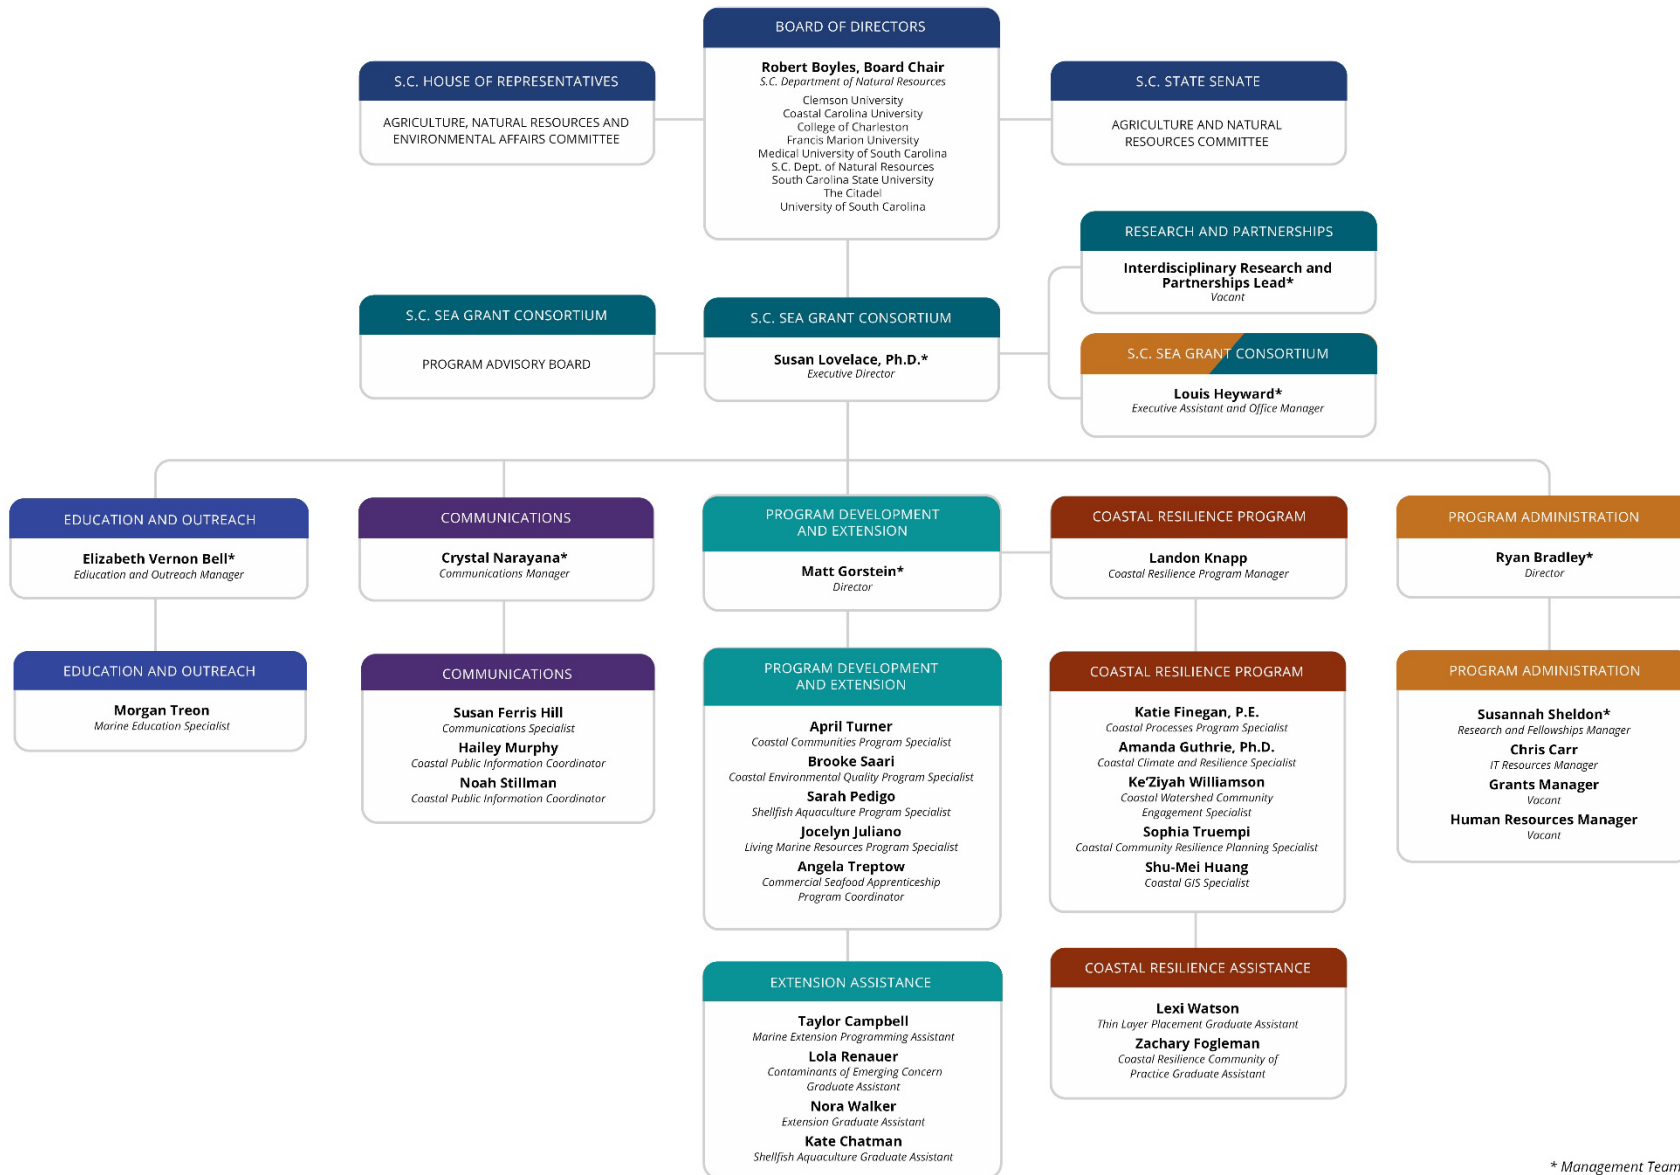 BOARD OF DIRECTORS
Robert Boyles, Board Chair
S.C. Department of Natural Resources
Clemson University
Coastal Carolina University
College of Charleston
Francis Marion University
Medical University of South Carolina
S.C. Dept. of Natural Resources
South Carolina State University
The Citadel
University of South Carolina
S.C. HOUSE OF REPRESENTATIVES
AGRICULTURE, NATURAL RESOURCES AND
ENVIRONMENTAL AFFAIRS COMMITTEE
S.C. STATE SENATE
AGRICULTURE AND NATURAL
RESOURCES COMMITTEE
RESEARCH AND PARTNERSHIPS
Interdisciplinary Research and
Partnerships Lead*
Vacant
S.C. SEA GRANT CONSORTIUM
PROGRAM ADVISORY BOARD
S.C. SEA GRANT CONSORTIUM
Susan Lovelace, Ph.D.*
Executive Director
S.C. SEA GRANT CONSORTIUM
Louis Heyward*
Executive Assistant and Office Manager
EDUCATION AND OUTREACH
Elizabeth Vernon Bell*
Education and Outreach Manager
COMMUNICATIONS
Crystal Narayana*
Communications Manager
PROGRAM DEVELOPMENT
AND EXTENSION
Matt Gorstein*
Director
COASTAL RESILIENCE PROGRAM
Landon Knapp
Coastal Resilience Program Manager
PROGRAM ADMINISTRATION
Ryan Bradley*
Director
EDUCATION AND OUTREACH
Morgan Treon
Marine Education Specialist
COMMUNICATIONS
Susan Ferris Hill
Communications Specialist
Hailey Murphy
Coastal Public Information Coordinator
Noah Stillman
Coastal Public Information Coordinator
PROGRAM DEVELOPMENT
AND EXTENSION
April Turner
Coastal Communities Program Specialist
Brooke Saari
Coastal Environmental Quality Program Specialist
Sarah Pedigo
Shellfish Aquaculture Program Specialist
Jocelyn Juliano
Living Marine Resources Program Specialist
Angela Treptow
Commercial Seafood Apprenticeship
Program Coordinator
COASTAL RESILIENCE PROGRAM
Katie Finegan, P.E.
Coastal Processes Program Specialist
Amanda Guthrie, Ph.D.
Coastal Climate and Resilience Specialist
Ke’Ziyah Williamson
Coastal Watershed Community
Engagement Specialist
Sophia Truempi
Coastal Community Resilience Planning Specialist
Shu-Mei Huang
Coastal GIS Specialist
PROGRAM ADMINISTRATION
Susannah Sheldon*
Research and Fellowships Manager
Chris Carr
IT Resources Manager
Grants Manager
Vacant
Human Resources Manager
Vacant
EXTENSION ASSISTANCE
Taylor Campbell
Marine Extension Programming Assistant
Lola Renauer
Contaminants of Emerging Concern
Graduate Assistant
Nora Walker
Extension Graduate Assistant
Kate Chatman
Shellfish Aquaculture Graduate Assistant
COASTAL RESILIENCE ASSISTANCE
Lexi Watson
Thin Layer Placement Graduate Assistant
Zachary Fogleman
Coastal Resilience Community of
Practice Graduate Assistant
* Management Team